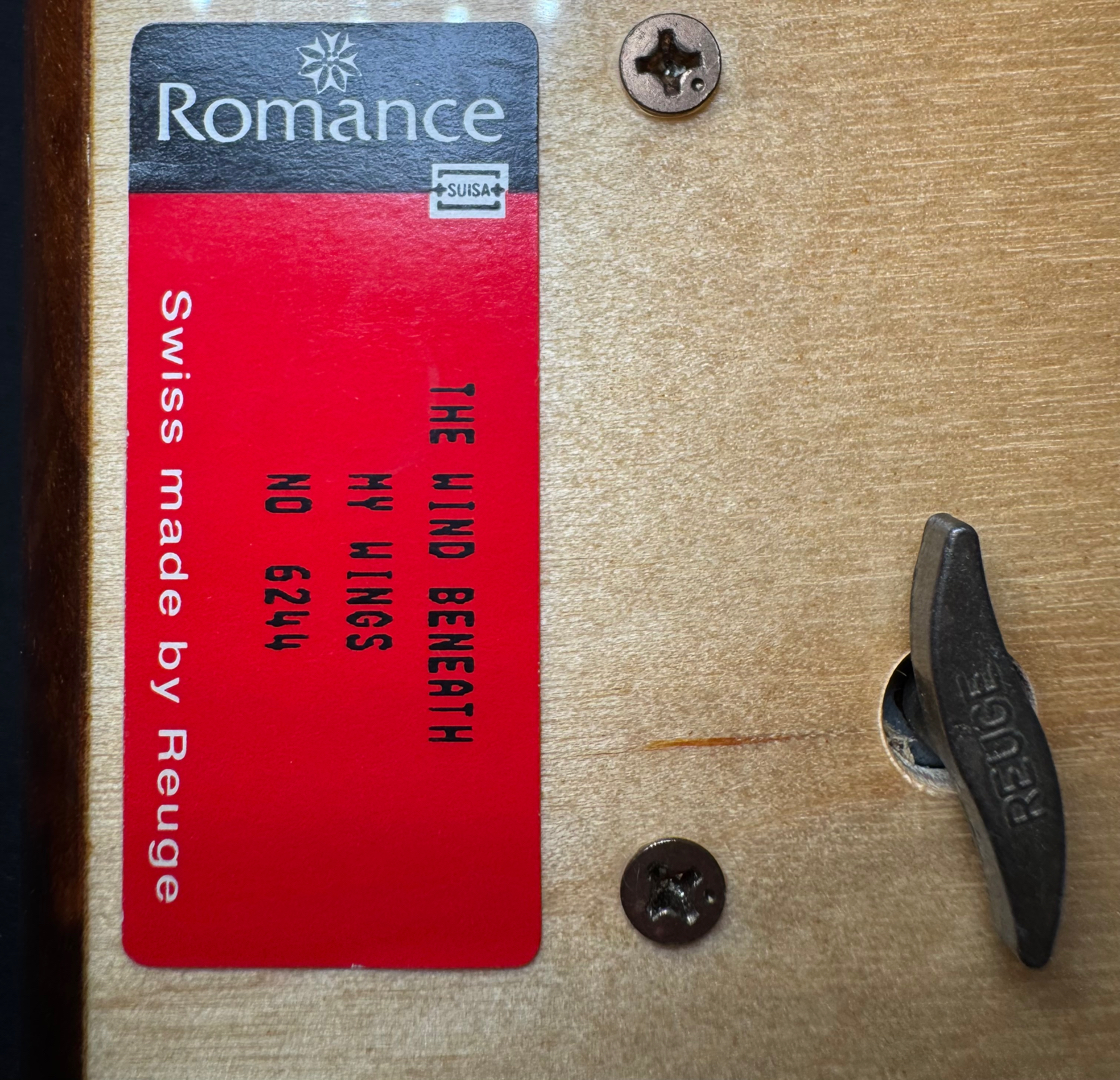 Romance
SUISA
THE WIND BENEATH
MY WINGS
NO 6244
Swiss made by Reuge
REUGE